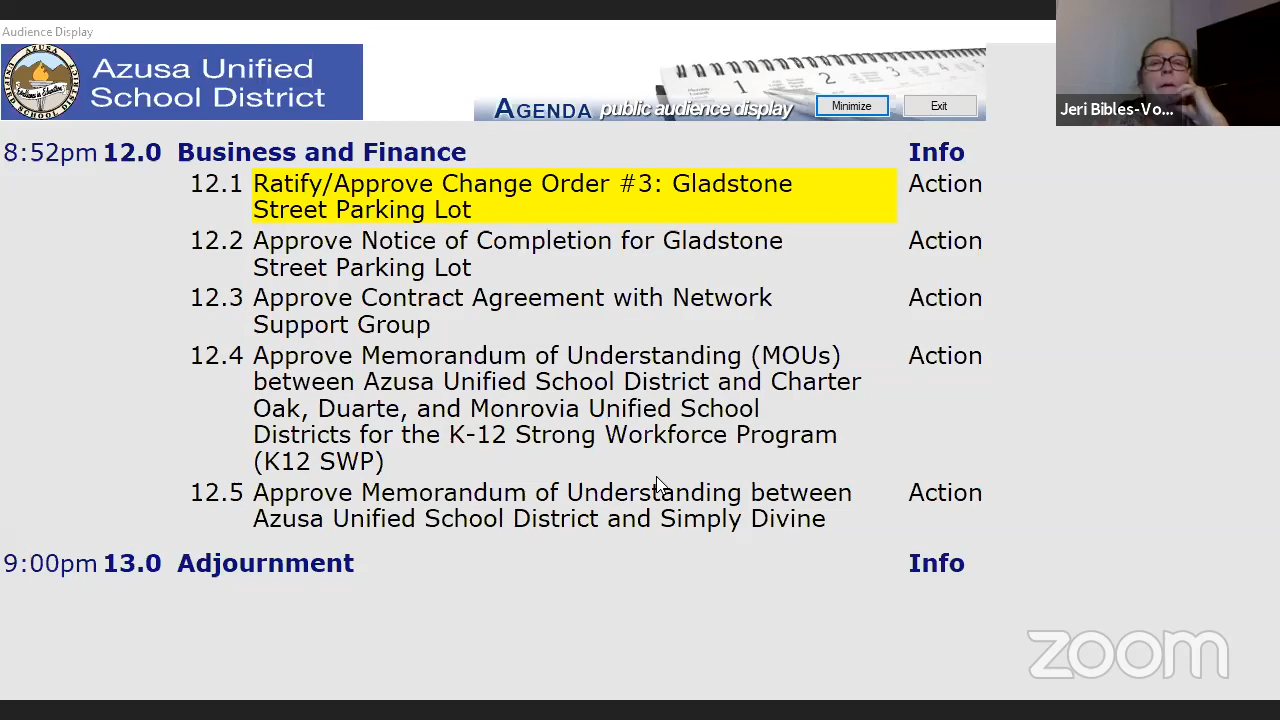 Audience Display
Azusa Unified
School District
AGENDA public audience display
Minimize
Exit
Jeri Bibles-Vo...
8:52pm 12.0 Business and Finance Info
12.1 Ratify/Approve Change Order #3: Gladstone Action
Street Parking Lot
12.2 Approve Notice of Completion for Gladstone Action
Street Parking Lot
12.3 Approve Contract Agreement with Network Action
Support Group
12.4 Approve Memorandum of Understanding (MOUs) Action
between Azusa Unified School District and Charter
Oak, Duarte, and Monrovia Unified School
Districts for the K-12 Strong Workforce Program
(K12 SWP)
12.5 Approve Memorandum of Understanding between Action
Azusa Unified School District and Simply Divine
9:00pm 13.0 Adjournment Info
zoom